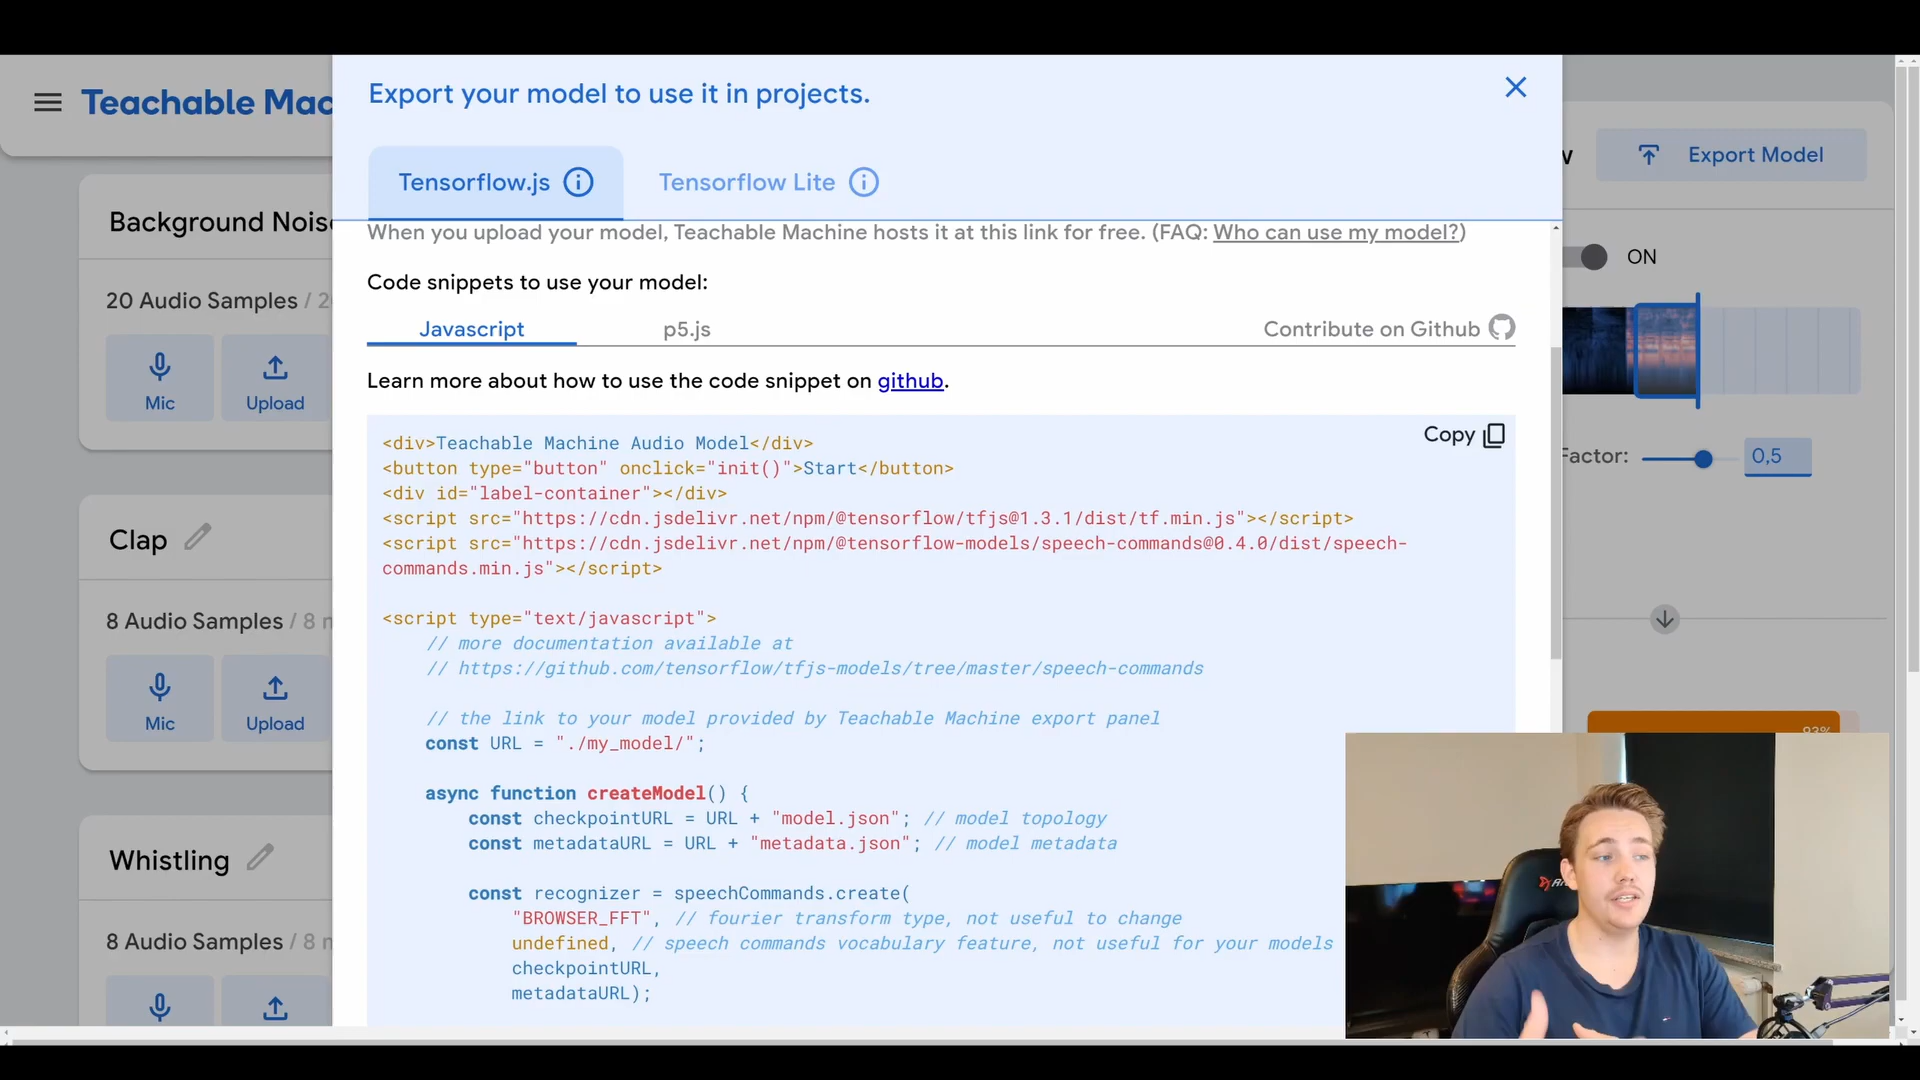 Export your model to use it in projects.
Teachable Mac
Export Model
Tensorflow.js
Tensorflow Lite
Background Nois
When you upload your model, Teachable Machine hosts it at this link for free. (FAQ: Who can use my model?)
ON
Code snippets to use your model:
20 Audio Samples / 2
Javascript
p5.js
Contribute on Github
Learn more about how to use the code snippet on github.
Mic
Upload
Copy
Factor:
0,5
<div>Teachable Machine Audio Model</div>
<button type="button" onclick="init()">Start</button>
<div id="label-container"></div>
<script src="https://cdn.jsdelivr.net/npm/@tensorflow/tfjs@1.3.1/dist/tf.min.js"></script>
<script src="https://cdn.jsdelivr.net/npm/@tensorflow-models/speech-commands@0.4.0/dist/speech-
commands.min.js"></script>
Clap
<script type="text/javascript">
8 Audio Samples / 8
// more documentation available at
// https://github.com/tensorflow/tfjs-models/tree/master/speech-commands
Mic
Upload
// the link to your model provided by Teachable Machine export panel
const URL = "./my_model/";
93%
async function createModel() {
const checkpointURL = URL + "model.json"; // model topology
const metadataURL = URL + "metadata.json"; // model metadata
Whistling
const recognizer = speechCommands.create(
"BROWSER_FFT", // fourier transform type, not useful to change
8 Audio Samples / 8
undefined, // speech commands vocabulary feature, not useful for your models
checkpointURL,
metadataURL);